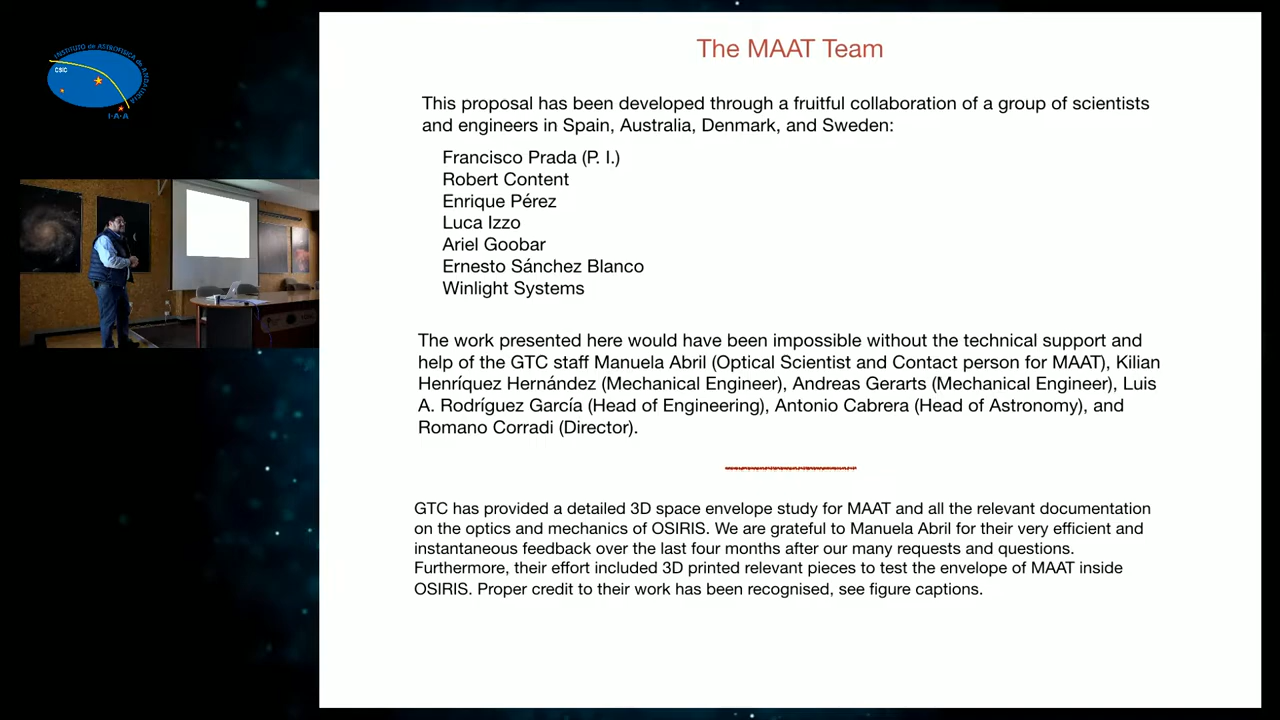 INSTITUTO de ASTROFISICA de ANDALUCIA
CSIC
I·A·A
The MAAT Team
This proposal has been developed through a fruitful collaboration of a group of scientists
and engineers in Spain, Australia, Denmark, and Sweden:
Francisco Prada (P. I.)
Robert Content
Enrique Pérez
Luca Izzo
Ariel Goobar
Ernesto Sánchez Blanco
Winlight Systems
The work presented here would have been impossible without the technical support and
help of the GTC staff Manuela Abril (Optical Scientist and Contact person for MAAT), Kilian
Henríquez Hernández (Mechanical Engineer), Andreas Gerarts (Mechanical Engineer), Luis
A. Rodríguez García (Head of Engineering), Antonio Cabrera (Head of Astronomy), and
Romano Corradi (Director).
GTC has provided a detailed 3D space envelope study for MAAT and all the relevant documentation
on the optics and mechanics of OSIRIS. We are grateful to Manuela Abril for their very efficient and
instantaneous feedback over the last four months after our many requests and questions.
Furthermore, their effort included 3D printed relevant pieces to test the envelope of MAAT inside
OSIRIS. Proper credit to their work has been recognised, see figure captions.